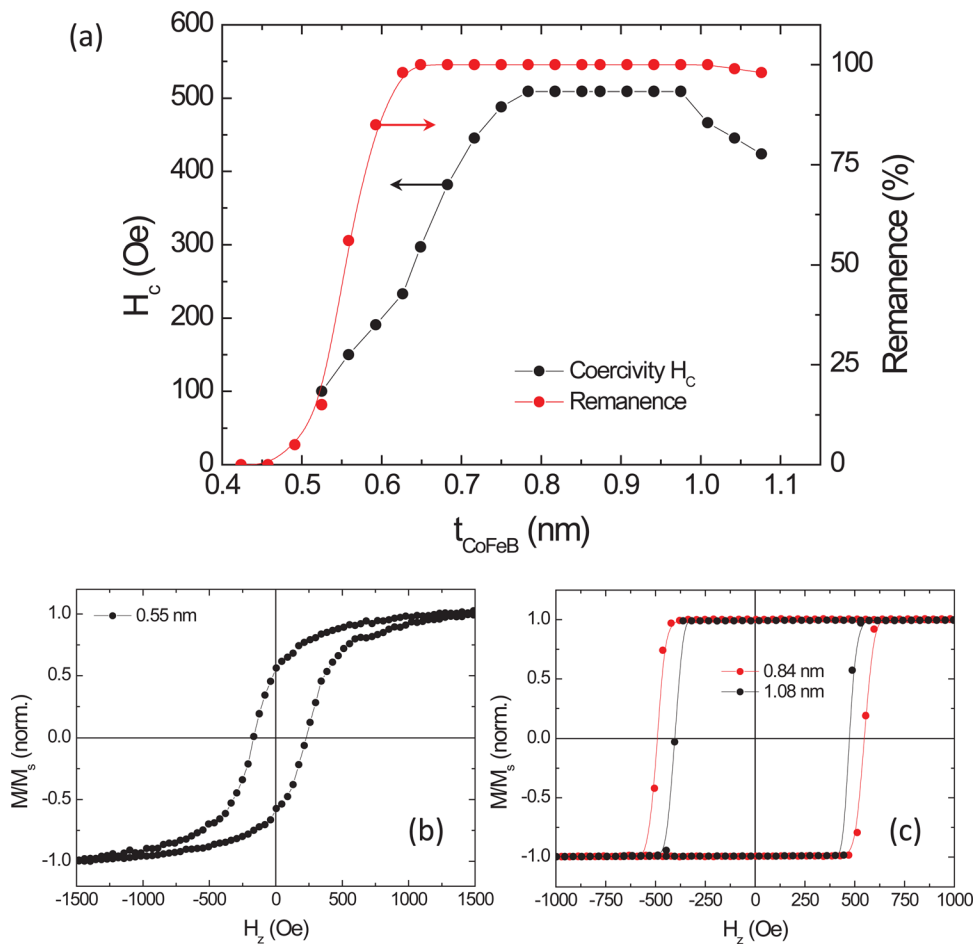 (a)
600
500
400
300
200
100
0
H_c (Oe)
100
75
50
25
0
Remanence (%)
Coercivity H_C
Remanence
0.4 0.5 0.6 0.7 0.8 0.9 1.0 1.1
t_CoFeB (nm)
1.0
0.5
0.0
-0.5
-1.0
M/M_s (norm.)
0.55 nm
(b)
-1500 -1000 -500 0 500 1000 1500
H_z (Oe)
1.0
0.5
0.0
-0.5
-1.0
M/M_s (norm.)
0.84 nm
1.08 nm
(c)
-1000 -750 -500 -250 0 250 500 750 1000
H_z (Oe)